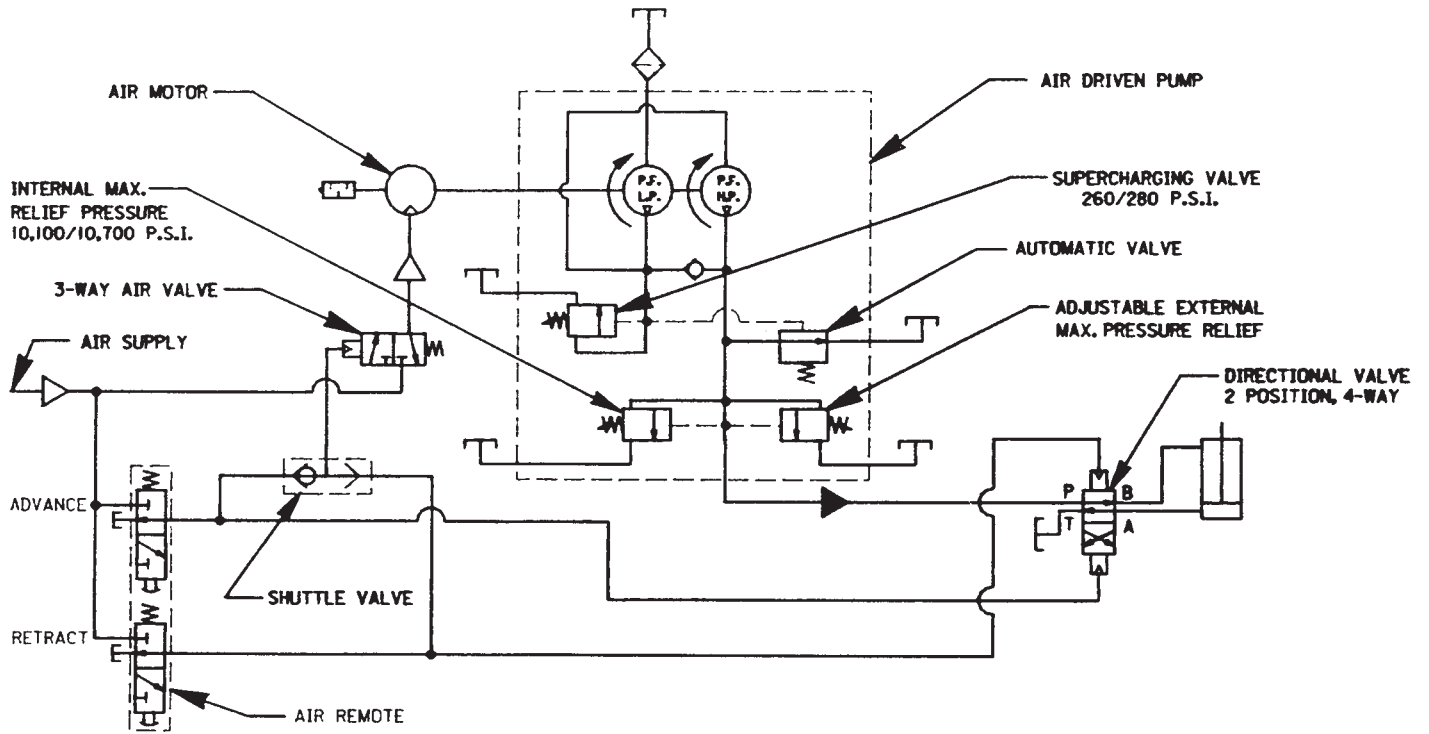 AIR MOTOR
AIR DRIVEN PUMP
INTERNAL MAX.
RELIEF PRESSURE
10,100/10,700 P.S.I.
P.F.
L.P.
P.F.
H.P.
SUPERCHARGING VALVE
260/280 P.S.I.
AUTOMATIC VALVE
3-WAY AIR VALVE
ADJUSTABLE EXTERNAL
MAX. PRESSURE RELIEF
AIR SUPPLY
DIRECTIONAL VALVE
2 POSITION, 4-WAY
ADVANCE
P
B
T
A
SHUTTLE VALVE
RETRACT
AIR REMOTE